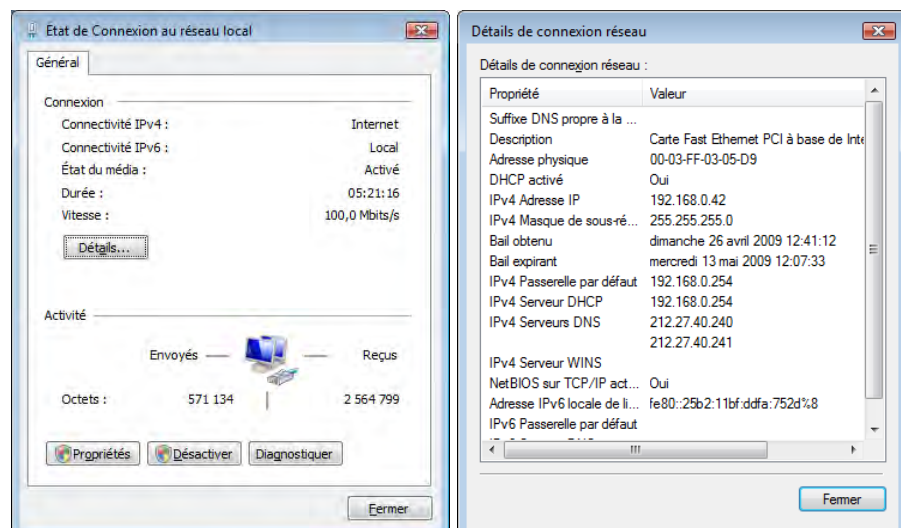 État de Connexion au réseau local
Général
Connexion
Connectivité IPv4 : Internet
Connectivité IPv6 : Local
État du média : Activé
Durée : 05:21:16
Vitesse : 100,0 Mbits/s
Détails...
Activité
Envoyés Reçus
Octets : 571 134 2 564 799
Propriétés Désactiver Diagnostiquer
Fermer
Détails de connexion réseau
Détails de connexion réseau :
Propriété Valeur
Suffixe DNS propre à la ...
Description Carte Fast Ethernet PCI à base de Inte
Adresse physique 00-03-FF-03-05-D9
DHCP activé Oui
IPv4 Adresse IP 192.168.0.42
IPv4 Masque de sous-ré... 255.255.255.0
Bail obtenu dimanche 26 avril 2009 12:41:12
Bail expirant mercredi 13 mai 2009 12:07:33
IPv4 Passerelle par défaut 192.168.0.254
IPv4 Serveur DHCP 192.168.0.254
IPv4 Serveurs DNS 212.27.40.240
212.27.40.241
IPv4 Serveur WINS
NetBIOS sur TCP/IP act... Oui
Adresse IPv6 locale de li... fe80::25b2:11bf:ddfa:752d%8
IPv6 Passerelle par défaut
Fermer